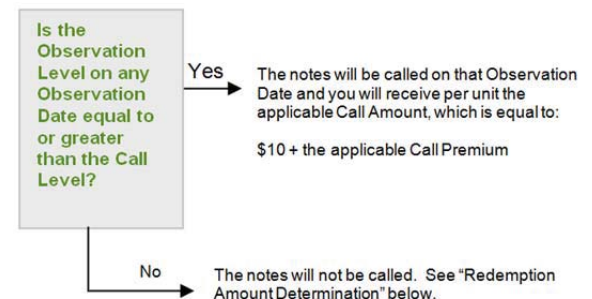 Is the
Observation
Level on any
Observation
Date equal to
or greater
than the Call
Level?
Yes
The notes will be called on that Observation
Date and you will receive per unit the
applicable Call Amount, which is equal to:
$10 + the applicable Call Premium
No
The notes will not be called. See “Redemption
Amount Determination” below.